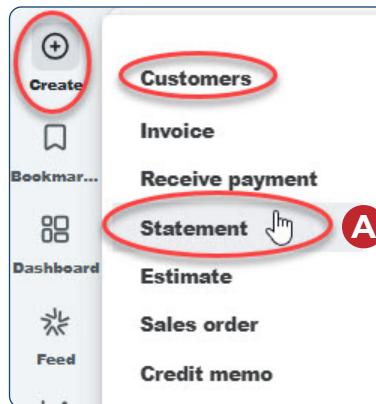 Create
Bookmar...
Dashboard
Feed
Customers
Invoice
Receive payment
Statement
A
Estimate
Sales order
Credit memo